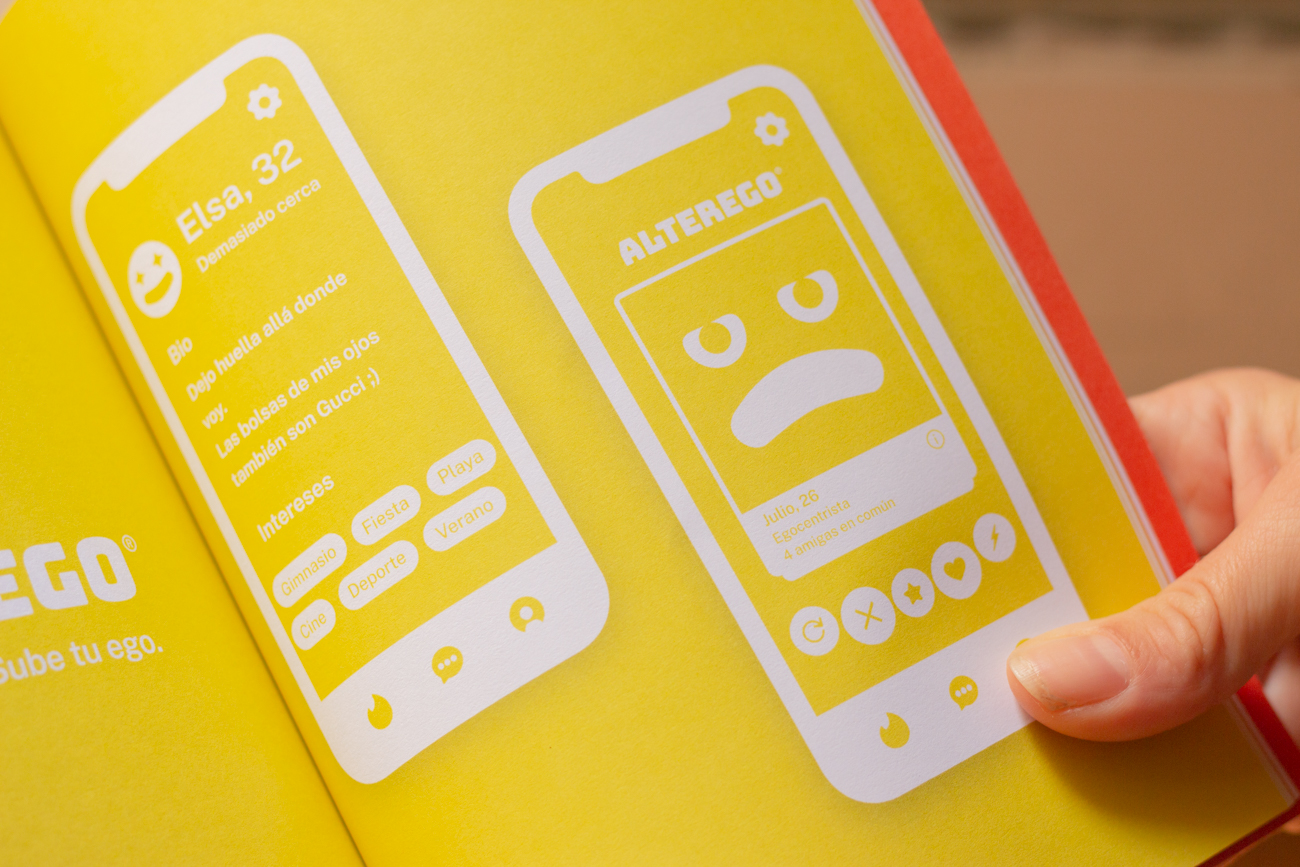 EGO®
Sube tu ego.
Elsa, 32
Demasiado cerca
Bio
Dejo huella allá donde
voy.
Las bolsas de mis ojos
también son Gucci ;)
Intereses
Gimnasio Fiesta Playa
Cine Deporte Verano
ALTEREGO®
Julio, 26
Egocentrista
4 amigas en común